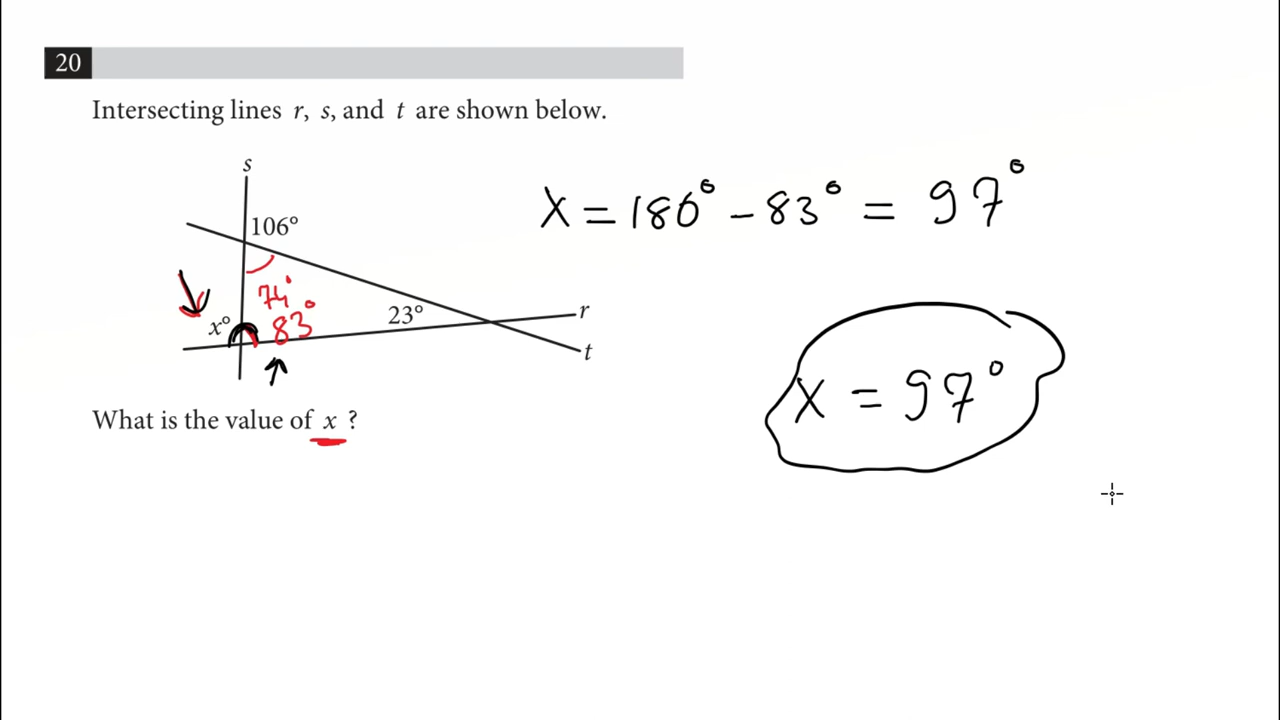 20
Intersecting lines r, s, and t are shown below.
s
106°
74°
83°
x°
23°
r
t
X = 180° - 83° = 97°
X = 97°
What is the value of x ?